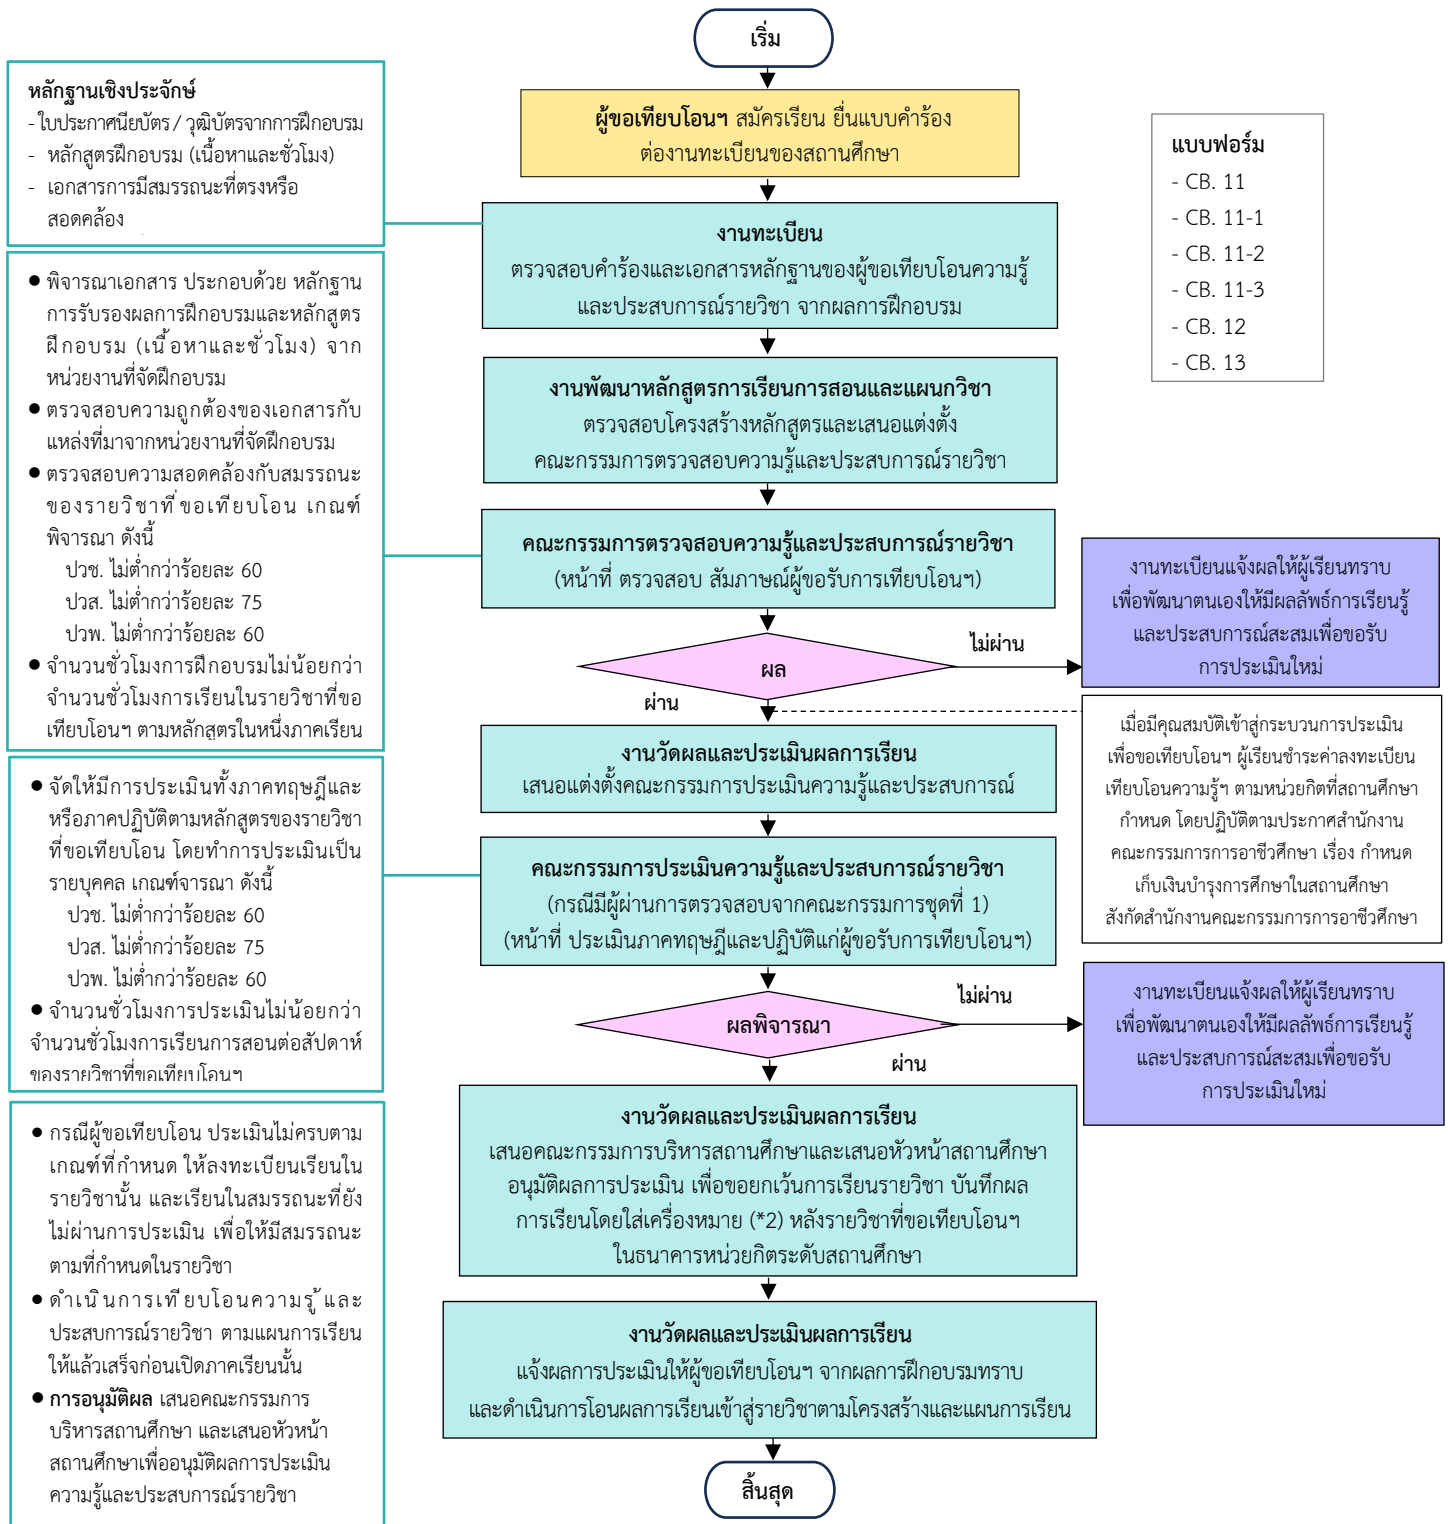 เริ่ม
หลักฐานเชิงประจักษ์
- ใบประกาศนียบัตร / วุฒิบัตรจากการฝึกอบรม
- หลักสูตรฝึกอบรม (เนื้อหาและชั่วโมง)
- เอกสารการมีสมรรถนะที่ตรงหรือ
สอดคล้อง
ผู้ขอเทียบโอนฯ สมัครเรียน ยื่นแบบคำร้อง
ต่องานทะเบียนของสถานศึกษา
แบบฟอร์ม
- CB. 11
- CB. 11-1
- CB. 11-2
- CB. 11-3
- CB. 12
- CB. 13
งานทะเบียน
ตรวจสอบคำร้องและเอกสารหลักฐานของผู้ขอเทียบโอนความรู้
และประสบการณ์รายวิชา จากผลการฝึกอบรม
● พิจารณาเอกสาร ประกอบด้วย หลักฐาน
การรับรองผลการฝึกอบรมและหลักสูตร
ฝึกอบรม (เนื้อหาและชั่วโมง) จาก
หน่วยงานที่จัดฝึกอบรม
● ตรวจสอบความถูกต้องของเอกสารกับ
แหล่งที่มาจากหน่วยงานที่จัดฝึกอบรม
● ตรวจสอบความสอดคล้องกับสมรรถนะ
ของรายวิชาที่ขอเทียบโอน เกณฑ์
พิจารณา ดังนี้
ปวช. ไม่ต่ำกว่าร้อยละ 60
ปวส. ไม่ต่ำกว่าร้อยละ 75
ปวพ. ไม่ต่ำกว่าร้อยละ 60
● จำนวนชั่วโมงการฝึกอบรมไม่น้อยกว่า
จำนวนชั่วโมงการเรียนในรายวิชาที่ขอ
เทียบโอนฯ ตามหลักสูตรในหนึ่งภาคเรียน
งานพัฒนาหลักสูตรการเรียนการสอนและแผนกวิชา
ตรวจสอบโครงสร้างหลักสูตรและเสนอแต่งตั้ง
คณะกรรมการตรวจสอบความรู้และประสบการณ์รายวิชา
คณะกรรมการตรวจสอบความรู้และประสบการณ์รายวิชา
(หน้าที่ ตรวจสอบ สัมภาษณ์ผู้ขอรับการเทียบโอนฯ)
ผล
ไม่ผ่าน
ผ่าน
งานทะเบียนแจ้งผลให้ผู้เรียนทราบ
เพื่อพัฒนาตนเองให้มีผลลัพธ์การเรียนรู้
และประสบการณ์สะสมเพื่อขอรับ
การประเมินใหม่
เมื่อมีคุณสมบัติเข้าสู่กระบวนการประเมิน
เพื่อขอเทียบโอนฯ ผู้เรียนชำระค่าลงทะเบียน
เทียบโอนความรู้ฯ ตามหน่วยกิตที่สถานศึกษา
กำหนด โดยปฏิบัติตามประกาศสำนักงาน
คณะกรรมการการอาชีวศึกษา เรื่อง กำหนด
เก็บเงินบำรุงการศึกษาในสถานศึกษา
สังกัดสำนักงานคณะกรรมการการอาชีวศึกษา
งานวัดผลและประเมินผลการเรียน
เสนอแต่งตั้งคณะกรรมการประเมินความรู้และประสบการณ์
● จัดให้มีการประเมินทั้งภาคทฤษฎีและ
หรือภาคปฏิบัติตามหลักสูตรของรายวิชา
ที่ขอเทียบโอน โดยทำการประเมินเป็น
รายบุคคล เกณฑ์จารณา ดังนี้
ปวช. ไม่ต่ำกว่าร้อยละ 60
ปวส. ไม่ต่ำกว่าร้อยละ 75
ปวพ. ไม่ต่ำกว่าร้อยละ 60
● จำนวนชั่วโมงการประเมินไม่น้อยกว่า
จำนวนชั่วโมงการเรียนการสอนต่อสัปดาห์
ของรายวิชาที่ขอเทียบโอนฯ
คณะกรรมการประเมินความรู้และประสบการณ์รายวิชา
(กรณีมีผู้ผ่านการตรวจสอบจากคณะกรรมการชุดที่ 1)
(หน้าที่ ประเมินภาคทฤษฎีและปฏิบัติแก่ผู้ขอรับการเทียบโอนฯ)
ผลพิจารณา
ไม่ผ่าน
ผ่าน
งานทะเบียนแจ้งผลให้ผู้เรียนทราบ
เพื่อพัฒนาตนเองให้มีผลลัพธ์การเรียนรู้
และประสบการณ์สะสมเพื่อขอรับ
การประเมินใหม่
งานวัดผลและประเมินผลการเรียน
เสนอคณะกรรมการบริหารสถานศึกษาและเสนอหัวหน้าสถานศึกษา
อนุมัติผลการประเมิน เพื่อขอยกเว้นการเรียนรายวิชา บันทึกผล
การเรียนโดยใส่เครื่องหมาย (*2) หลังรายวิชาที่ขอเทียบโอนฯ
ในธนาคารหน่วยกิตระดับสถานศึกษา
● กรณีผู้ขอเทียบโอน ประเมินไม่ครบตาม
เกณฑ์ที่กำหนด ให้ลงทะเบียนเรียนใน
รายวิชานั้น และเรียนในสมรรถนะที่ยัง
ไม่ผ่านการประเมิน เพื่อให้มีสมรรถนะ
ตามที่กำหนดในรายวิชา
● ดำเนินการเทียบโอนความรู้และ
ประสบการณ์รายวิชา ตามแผนการเรียน
ให้แล้วเสร็จก่อนเปิดภาคเรียนนั้น
● การอนุมัติผล เสนอคณะกรรมการ
บริหารสถานศึกษา และเสนอหัวหน้า
สถานศึกษาเพื่ออนุมัติผลการประเมิน
ความรู้และประสบการณ์รายวิชา
งานวัดผลและประเมินผลการเรียน
แจ้งผลการประเมินให้ผู้ขอเทียบโอนฯ จากผลการฝึกอบรมทราบ
และดำเนินการโอนผลการเรียนเข้าสู่รายวิชาตามโครงสร้างและแผนการเรียน
สิ้นสุด